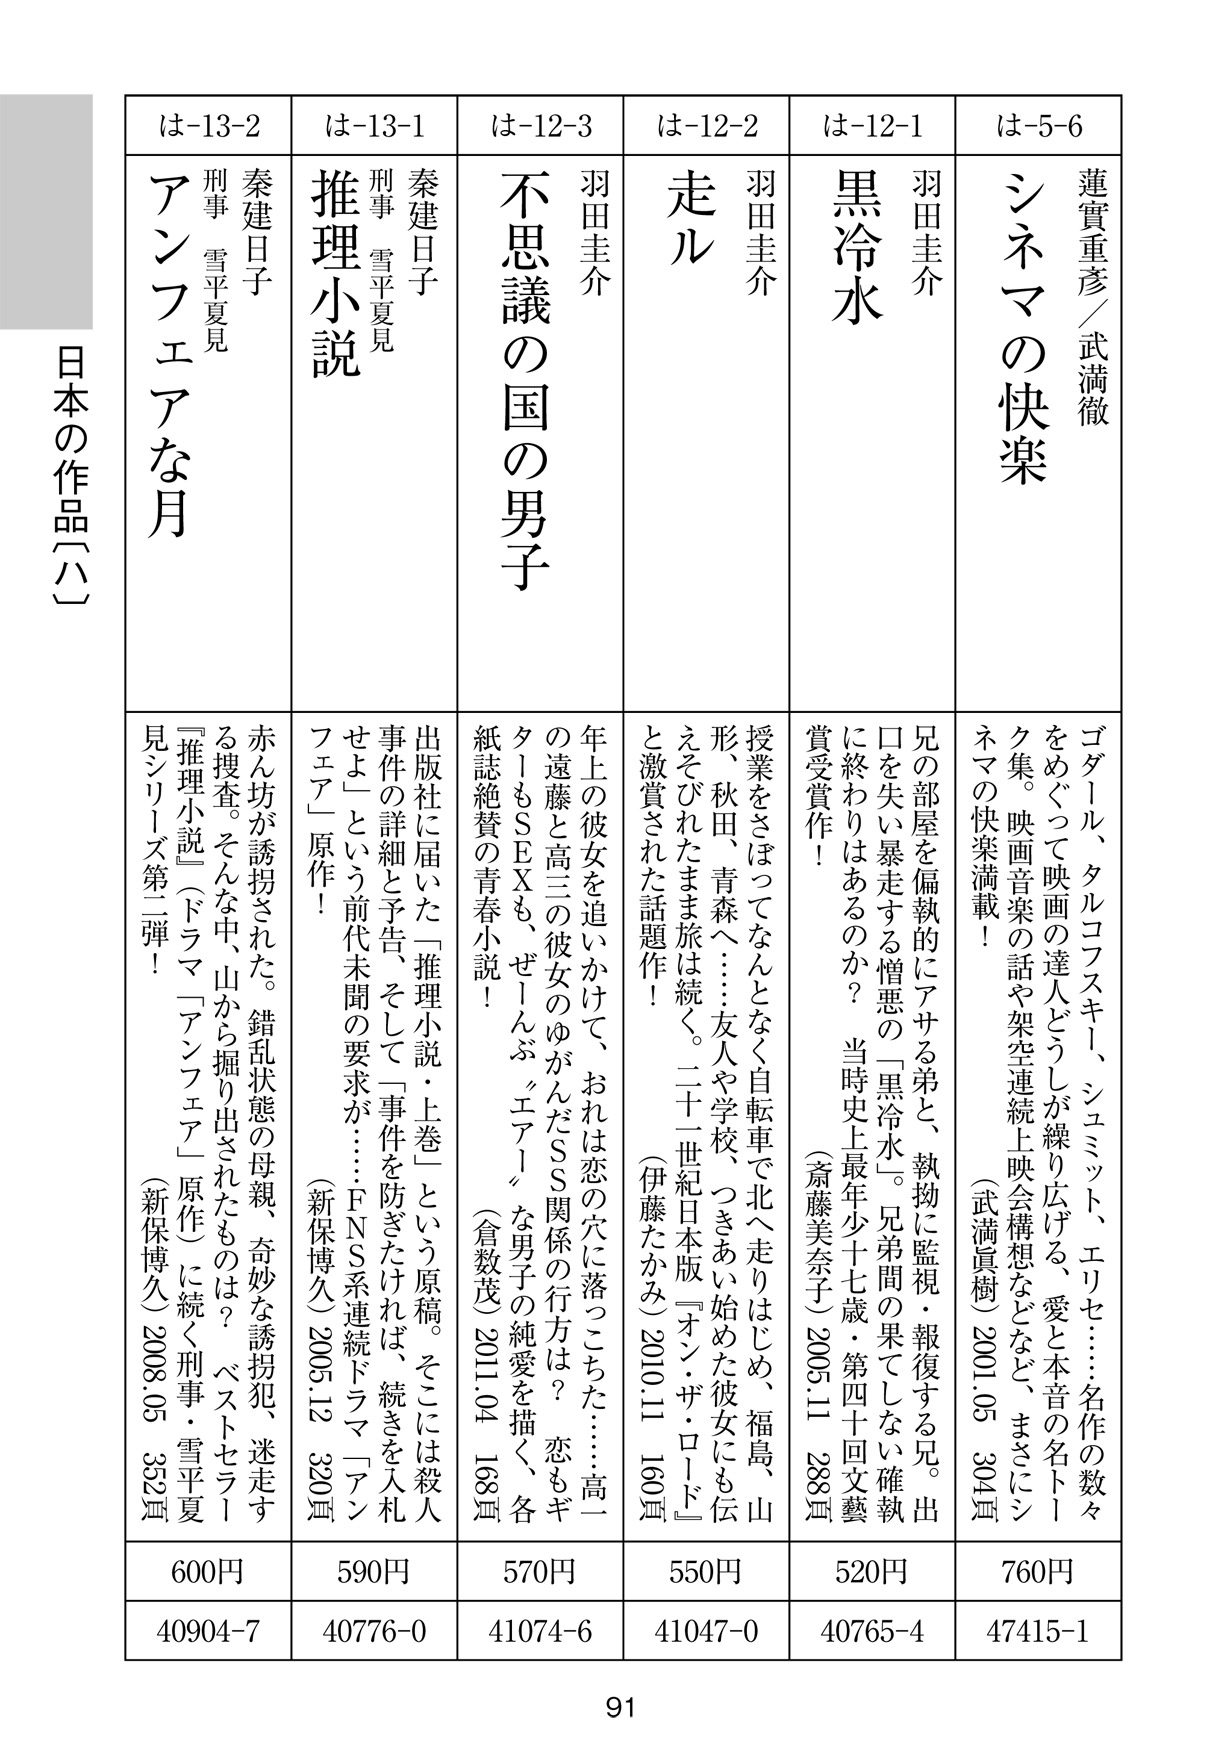 は-5-6
蓮實重彦／武満徹
シネマの快楽
ゴダール、タルコフスキー、シュミット、エリセ……名作の数々
をめぐって映画の達人どうしが繰り広げる、愛と本音の名トー
ク集。映画音楽の話や架空連続上映会構想などなど、まさにシ
ネマの快楽満載！
（武満眞樹）2001.05　304頁
760円
47415-1
は-12-1
羽田圭介
黒冷水
兄の部屋を偏執的にアサる弟と、執拗に監視・報復する兄。出
口を失い暴走する憎悪の「黒冷水」。兄弟間の果てしない確執
に終わりはあるのか？　当時史上最年少十七歳・第四十回文藝
賞受賞作！
（斎藤美奈子）2005.11　288頁
520円
40765-4
は-12-2
羽田圭介
走ル
授業をさぼってなんとなく自転車で北へ走りはじめ、福島、山
形、秋田、青森へ……友人や学校、つきあい始めた彼女にも伝
えそびれたまま旅は続く。二十一世紀日本版『オン・ザ・ロード』
と激賞された話題作！
（伊藤たかみ）2010.11　160頁
550円
41047-0
は-12-3
羽田圭介
不思議の国の男子
年上の彼女を追いかけて、おれは恋の穴に落っこちた……高一
の遠藤と高三の彼女のゆがんだＳＳ関係の行方は？　恋もギ
ターもＳＥＸも、ぜーんぶ〝エアー〟な男子の純愛を描く、各
紙誌絶賛の青春小説！
（倉数茂）2011.04　168頁
570円
41074-6
は-13-1
秦建日子
刑事　雪平夏見
推理小説
出版社に届いた「推理小説・上巻」という原稿。そこには殺人
事件の詳細と予告、そして「事件を防ぎたければ、続きを入札
せよ」という前代未聞の要求が……ＦＮＳ系連続ドラマ「アン
フェア」原作！
（新保博久）2005.12　320頁
590円
40776-0
は-13-2
秦建日子
刑事　雪平夏見
アンフェアな月
赤ん坊が誘拐された。錯乱状態の母親、奇妙な誘拐犯、迷走す
る捜査。そんな中、山から掘り出されたものは？　ベストセラー
『推理小説』（ドラマ「アンフェア」原作）に続く刑事・雪平夏
見シリーズ第二弾！
（新保博久）2008.05　352頁
600円
40904-7
日本の作品〔ハ〕
91